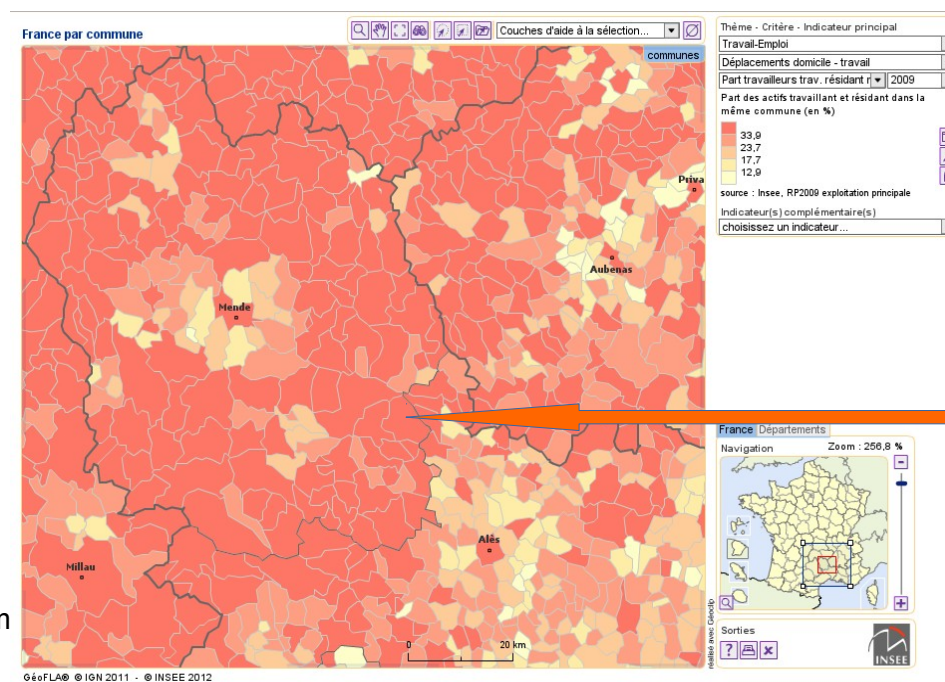 France par commune
Couches d'aide à la sélection...
communes
Priva
Aubenas
Mende
Alès
Millau
0 20 km
GéoFLA® © IGN 2011 - © INSEE 2012
Thème - Critère - Indicateur principal
Travail-Emploi
Déplacements domicile - travail
Part travailleurs trav. résidant r 2009
Part des actifs travaillant et résidant dans la
même commune (en %)
33,9
23,7
17,7
12,9
source : Insee, RP2009 exploitation principale
Indicateur(s) complémentaire(s)
choisissez un indicateur...
France Départements
Navigation Zoom : 256,8 %
réalisé avec Géoclip
Sorties
?
INSEE